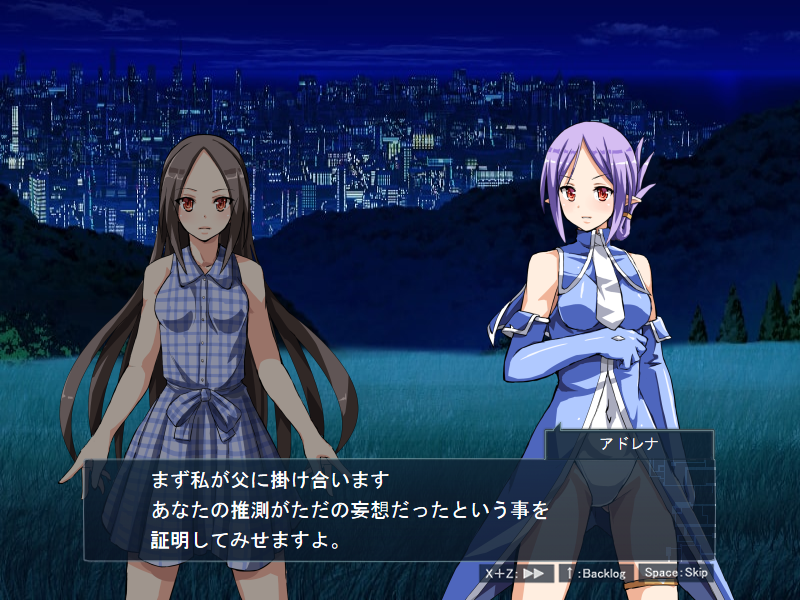 アドレナ
まず私が父に掛け合います
あなたの推測がただの妄想だったという事を
証明してみせますよ。
X+Z:▶▶ ↑:Backlog Space:Skip